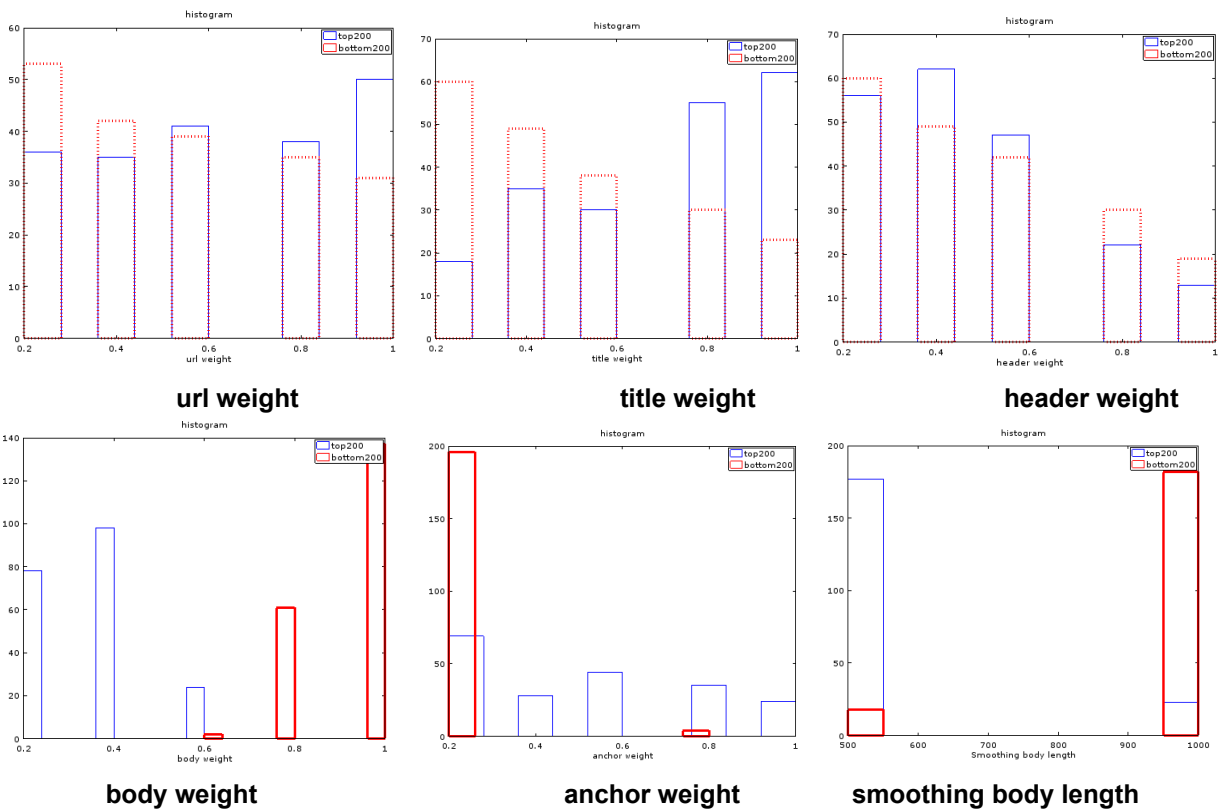 histogram
top200
bottom200
60
50
40
30
20
10
0
0.2
0.4
0.6
0.8
1
url weight
url weight
histogram
top200
bottom200
70
60
50
40
30
20
10
0
0.2
0.4
0.6
0.8
1
title weight
title weight
histogram
top200
bottom200
70
60
50
40
30
20
10
0
0.2
0.4
0.6
0.8
1
header weight
header weight
histogram
top200
bottom200
140
120
100
80
60
40
20
0
0.2
0.4
0.6
0.8
1
body weight
body weight
histogram
top200
bottom200
200
150
100
50
0
0.2
0.4
0.6
0.8
1
anchor weight
anchor weight
histogram
top200
bottom200
200
150
100
50
0
500
600
700
800
900
1000
Smoothing body length
smoothing body length